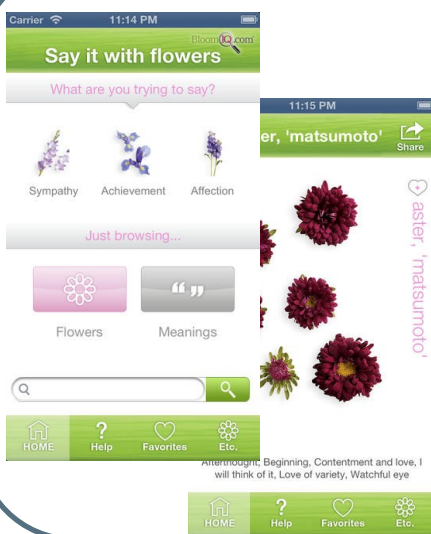 Carrier 11:14 PM
BloomIQ.com
Say it with flowers
What are you trying to say?
Sympathy Achievement Affection
Just browsing...
Flowers Meanings
HOME Help Favorites Etc.
11:15 PM
er, 'matsumoto' Share
aster, 'matsumoto'
Afterthought, Beginning, Contentment and love, I
will think of it, Love of variety, Watchful eye
HOME Help Favorites Etc.